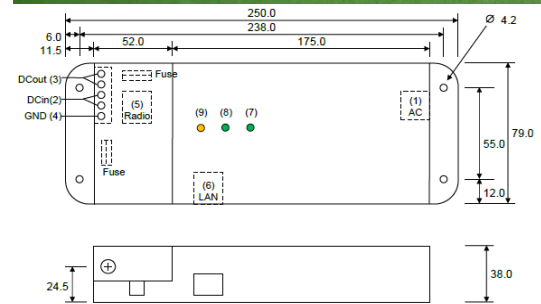 250.0
238.0
Ø 4.2
6.0
11.5
52.0
175.0
DCout (3)
Fuse
DCin(2)
(5)
Radio
(1)
AC
GND (4)
(9) (8) (7)
55.0
79.0
Fuse
(6)
LAN
12.0
24.5
38.0